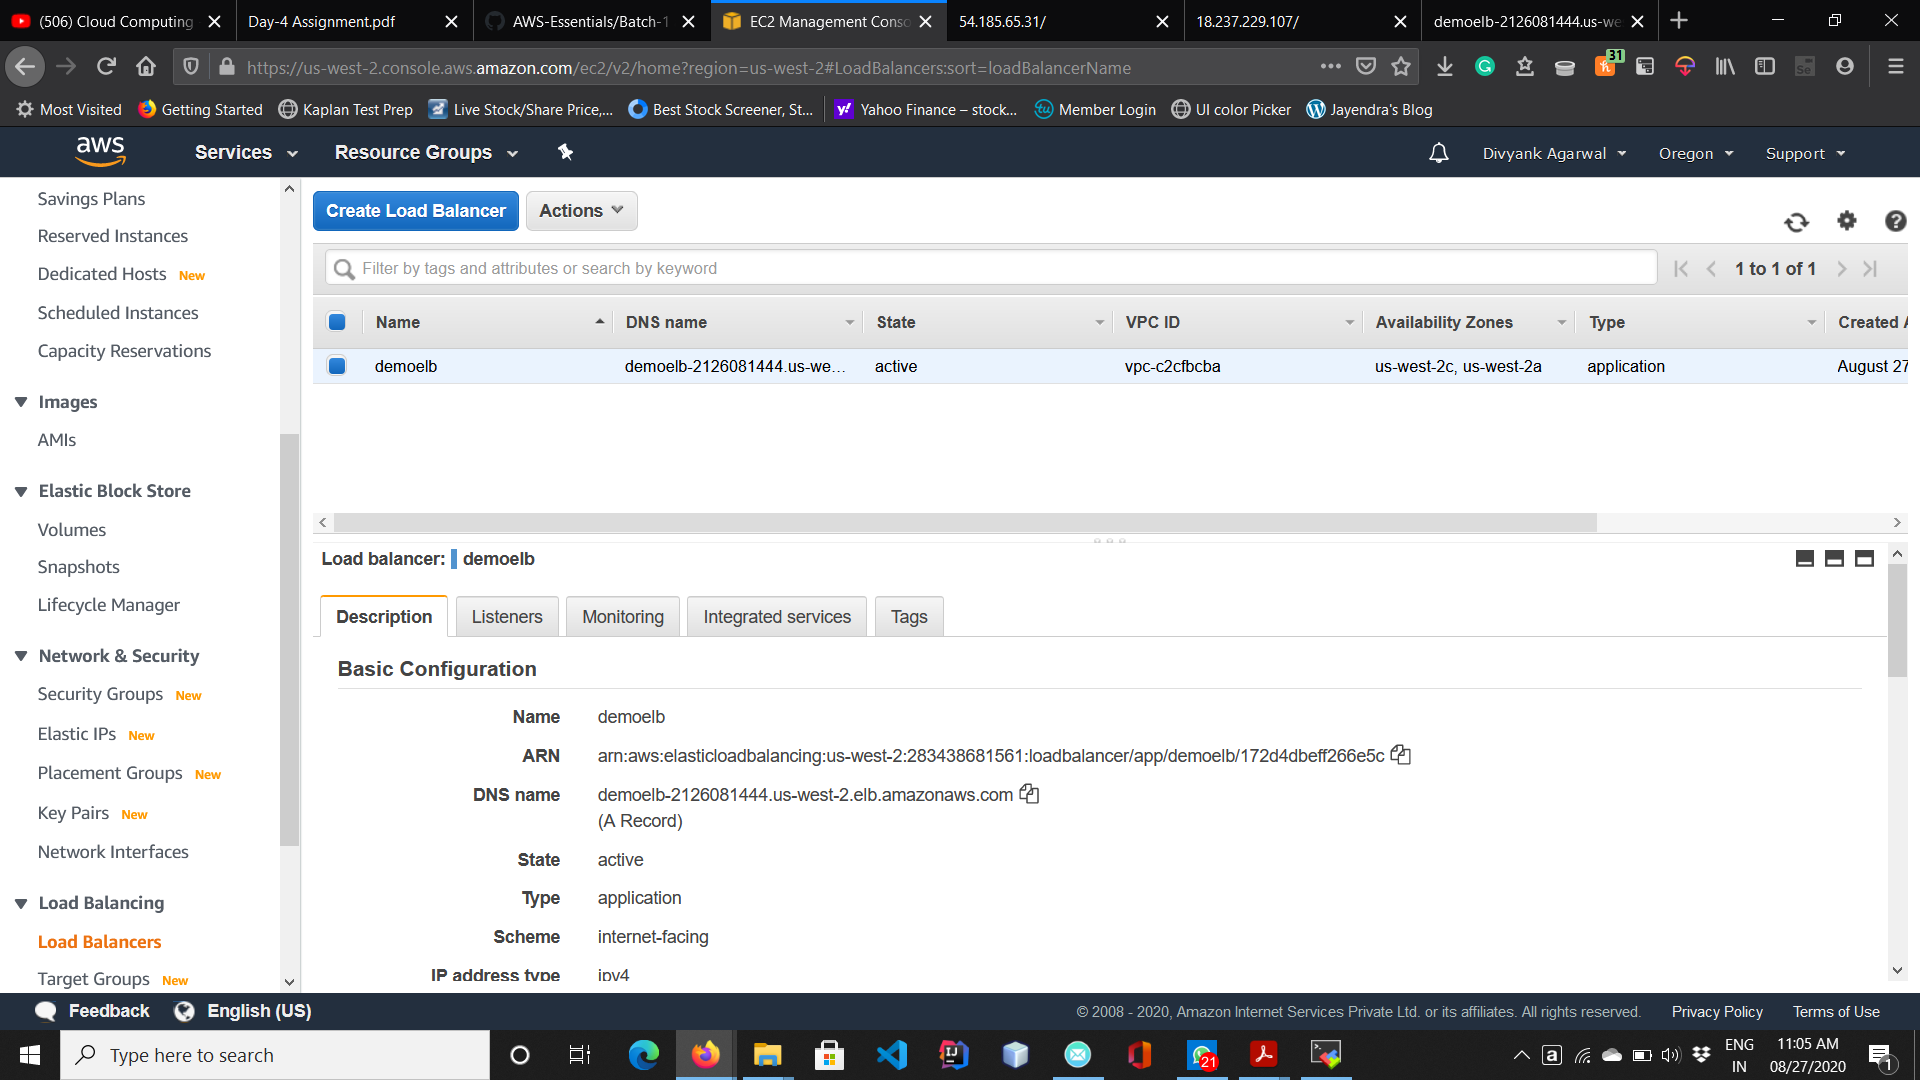 (506) Cloud Computing
Day-4 Assignment.pdf
AWS-Essentials/Batch-1
EC2 Management Conso
54.185.65.31/
18.237.229.107/
demoelb-2126081444.us-we
https://us-west-2.console.aws.amazon.com/ec2/v2/home?region=us-west-2#LoadBalancers:sort=loadBalancerName
31
Most Visited
Getting Started
Kaplan Test Prep
Live Stock/Share Price,...
Best Stock Screener, St...
Yahoo Finance – stock...
Member Login
UI color Picker
Jayendra's Blog
aws
Services
Resource Groups
Divyank Agarwal
Oregon
Support
Savings Plans
Reserved Instances
Dedicated Hosts New
Scheduled Instances
Capacity Reservations
Images
AMIs
Elastic Block Store
Volumes
Snapshots
Lifecycle Manager
Network & Security
Security Groups New
Elastic IPs New
Placement Groups New
Key Pairs New
Network Interfaces
Load Balancing
Load Balancers
Target Groups New
Create Load Balancer
Actions
Filter by tags and attributes or search by keyword
1 to 1 of 1
Name DNS name State VPC ID Availability Zones Type Created A
demoelb demoelb-2126081444.us-we... active vpc-c2cfbcba us-west-2c, us-west-2a application August 27
Load balancer: demoelb
Description Listeners Monitoring Integrated services Tags
Basic Configuration
Name demoelb
ARN arn:aws:elasticloadbalancing:us-west-2:283438681561:loadbalancer/app/demoelb/172d4dbeff266e5c
DNS name demoelb-2126081444.us-west-2.elb.amazonaws.com
(A Record)
State active
Type application
Scheme internet-facing
IP address type ipv4
Feedback
English (US)
© 2008 - 2020, Amazon Internet Services Private Ltd. or its affiliates. All rights reserved.
Privacy Policy
Terms of Use
Type here to search
21
ENG
IN
11:05 AM
08/27/2020
1